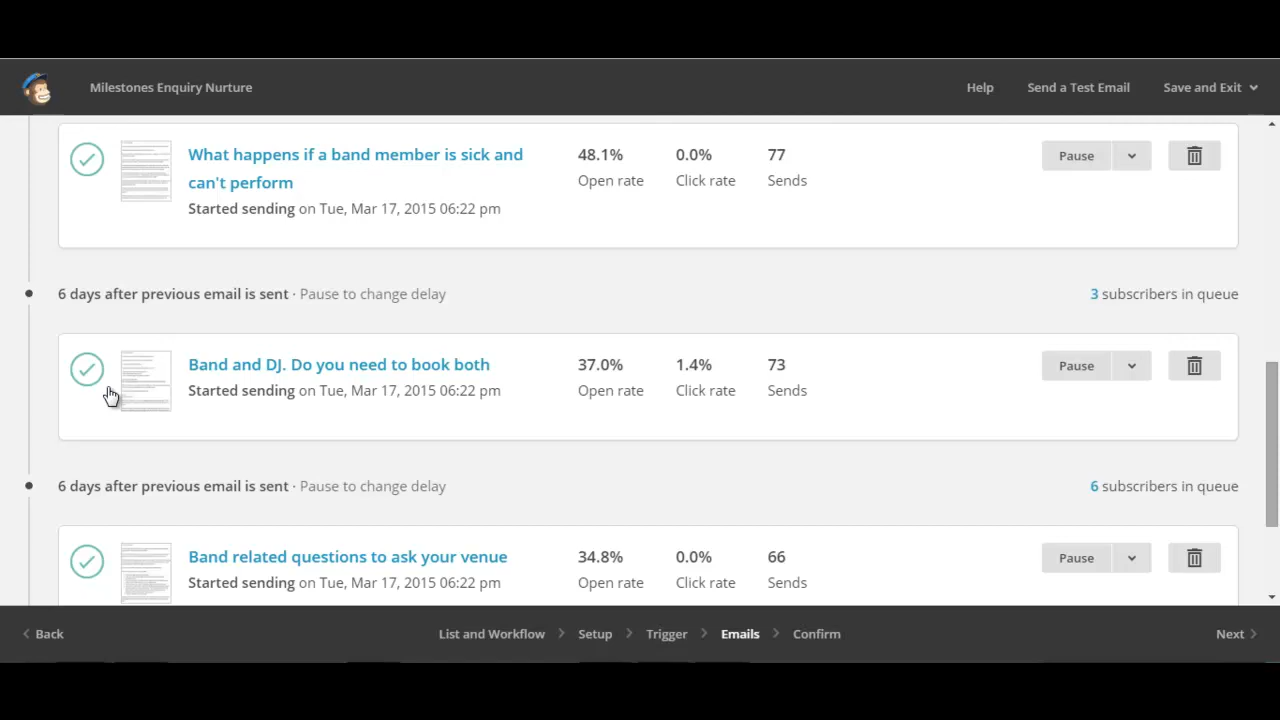 Milestones Enquiry Nurture
Help
Send a Test Email
Save and Exit
What happens if a band member is sick and
can't perform
Started sending on Tue, Mar 17, 2015 06:22 pm
48.1%
Open rate
0.0%
Click rate
77
Sends
Pause
6 days after previous email is sent · Pause to change delay
3 subscribers in queue
Band and DJ. Do you need to book both
Started sending on Tue, Mar 17, 2015 06:22 pm
37.0%
Open rate
1.4%
Click rate
73
Sends
Pause
6 days after previous email is sent · Pause to change delay
6 subscribers in queue
Band related questions to ask your venue
Started sending on Tue, Mar 17, 2015 06:22 pm
34.8%
Open rate
0.0%
Click rate
66
Sends
Pause
Back
List and Workflow
Setup
Trigger
Emails
Confirm
Next